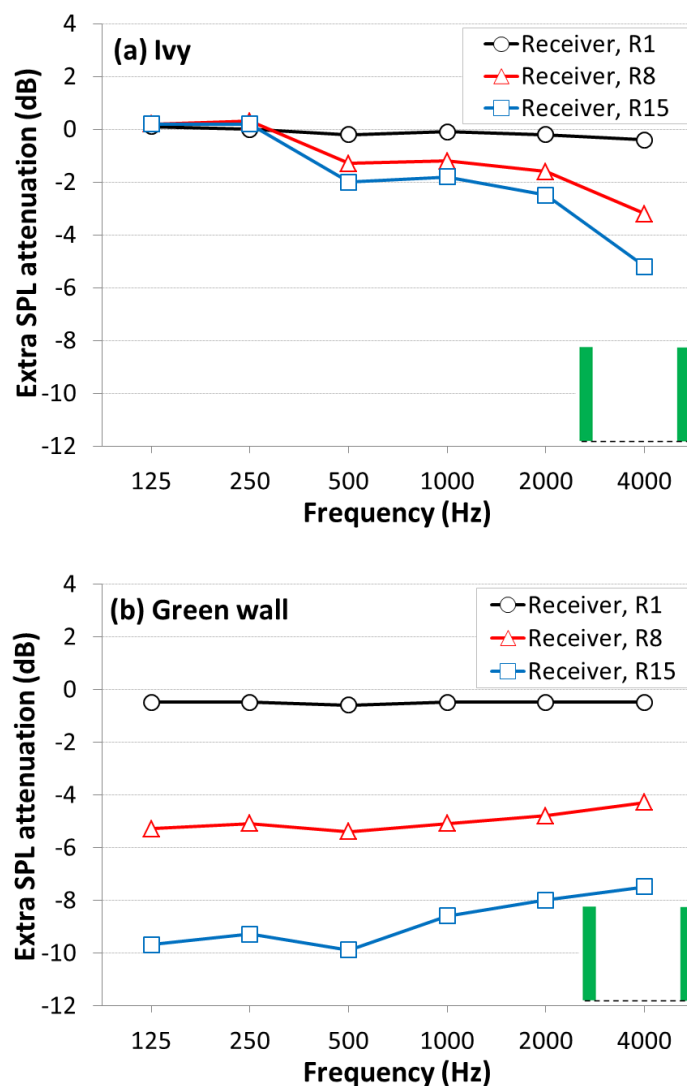 (a) Ivy
Receiver, R1
Receiver, R8
Receiver, R15
Extra SPL attenuation (dB)
4
2
0
-2
-4
-6
-8
-10
-12
125 250 500 1000 2000 4000
Frequency (Hz)
(b) Green wall
Receiver, R1
Receiver, R8
Receiver, R15
Extra SPL attenuation (dB)
4
2
0
-2
-4
-6
-8
-10
-12
125 250 500 1000 2000 4000
Frequency (Hz)